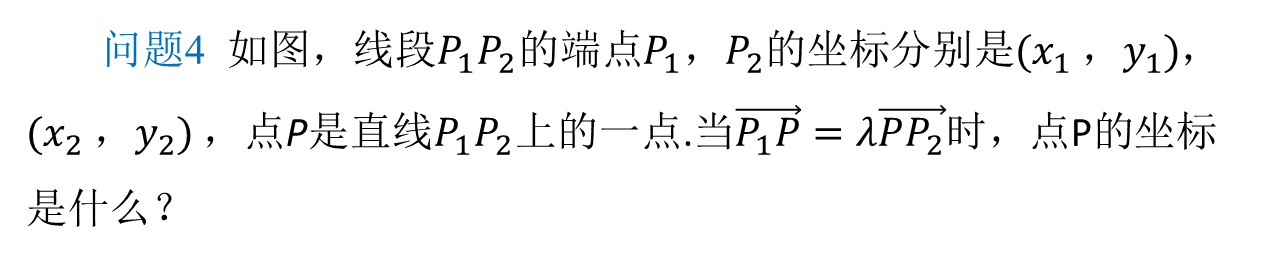 问题4 如图，线段P₁P₂的端点P₁，P₂的坐标分别是(x₁，y₁)，
(x₂，y₂)，点P是直线P₁P₂上的一点.当$\overrightarrow{P_1P}=\lambda\overrightarrow{PP_2}$时，点P的坐标
是什么？